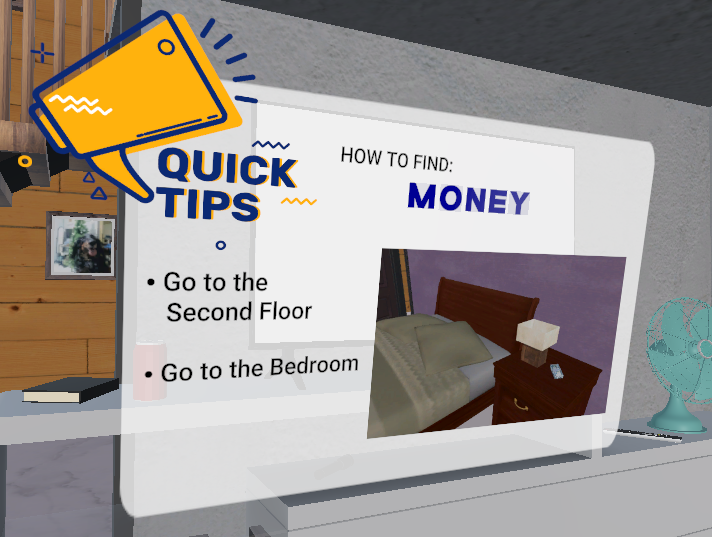 QUICK
TIPS
HOW TO FIND:
MONEY
• Go to the
Second Floor
• Go to the Bedroom